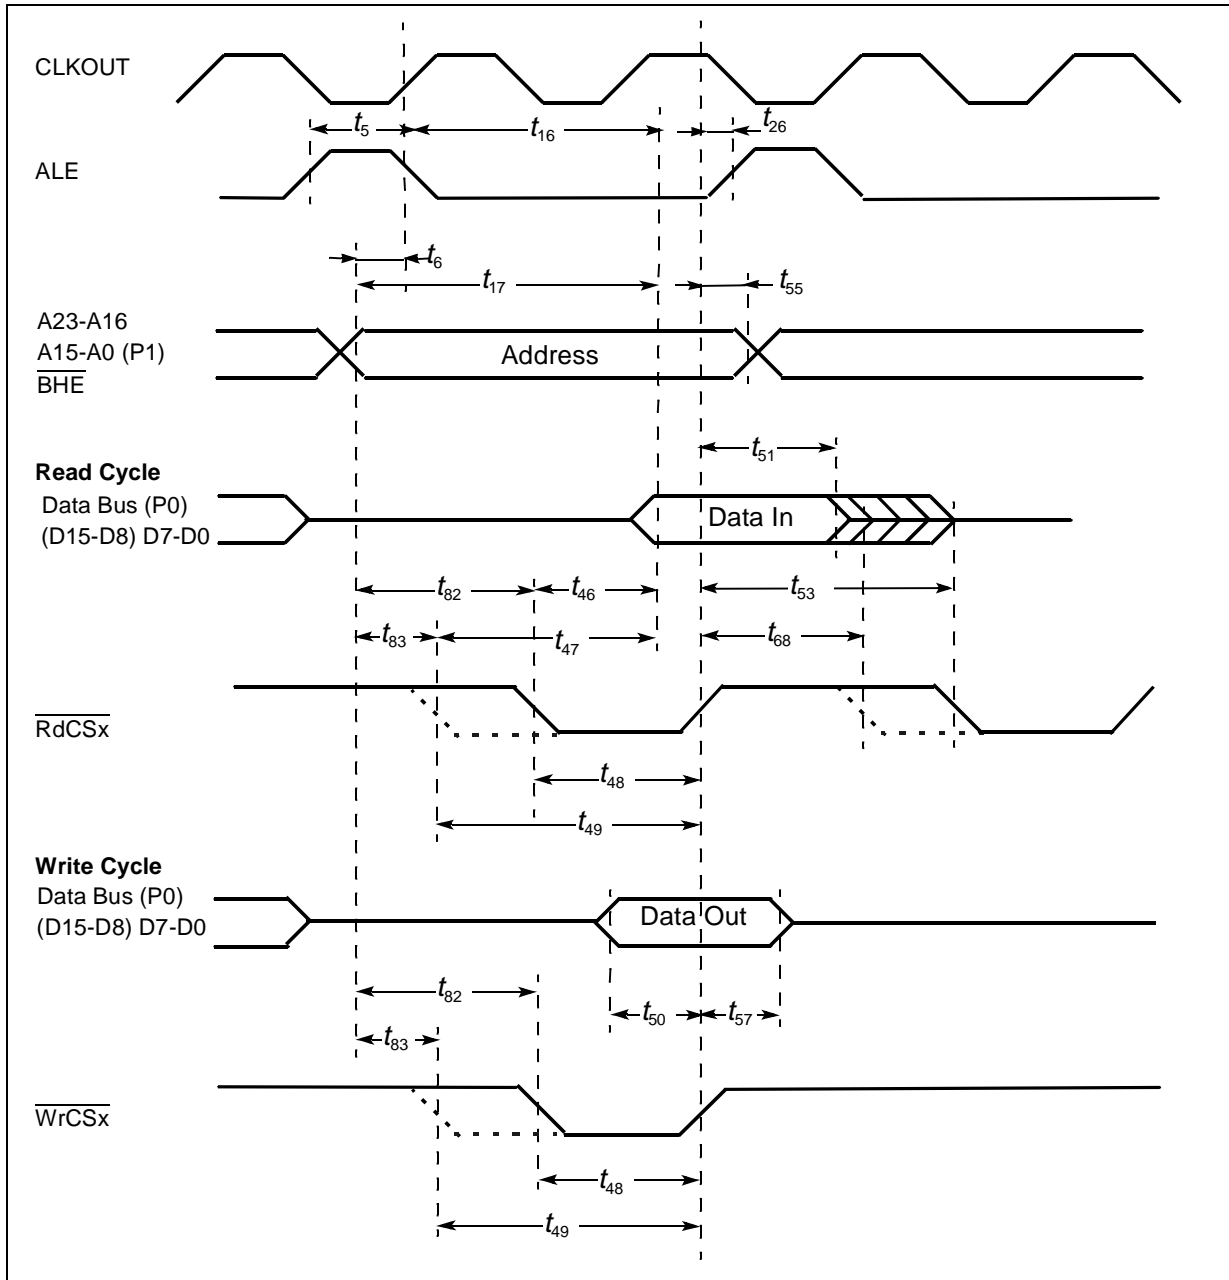 CLKOUT
t5
t16
t26
ALE
t6
t17
t55
A23-A16
A15-A0 (P1)
BHE
Address
t51
Read Cycle
Data Bus (P0)
(D15-D8) D7-D0
Data In
t82
t46
t53
t83
t47
t68
RdCSx
t48
t49
Write Cycle
Data Bus (P0)
(D15-D8) D7-D0
Data Out
t82
t50
t57
t83
WrCSx
t48
t49